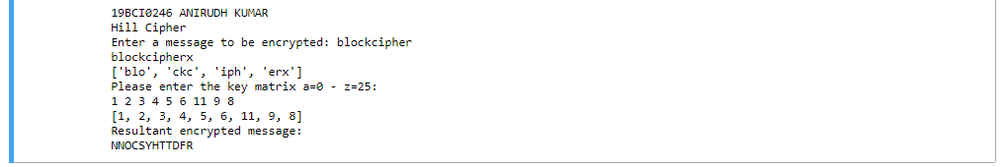 19BCI0246 ANIRUDH KUMAR
Hill Cipher
Enter a message to be encrypted: blockcipher
blockcipherx
['blo', 'ckc', 'iph', 'erx']
Please enter the key matrix a=0 - z=25:
1 2 3 4 5 6 11 9 8
[1, 2, 3, 4, 5, 6, 11, 9, 8]
Resultant encrypted message:
NNOCSYHTTDFR